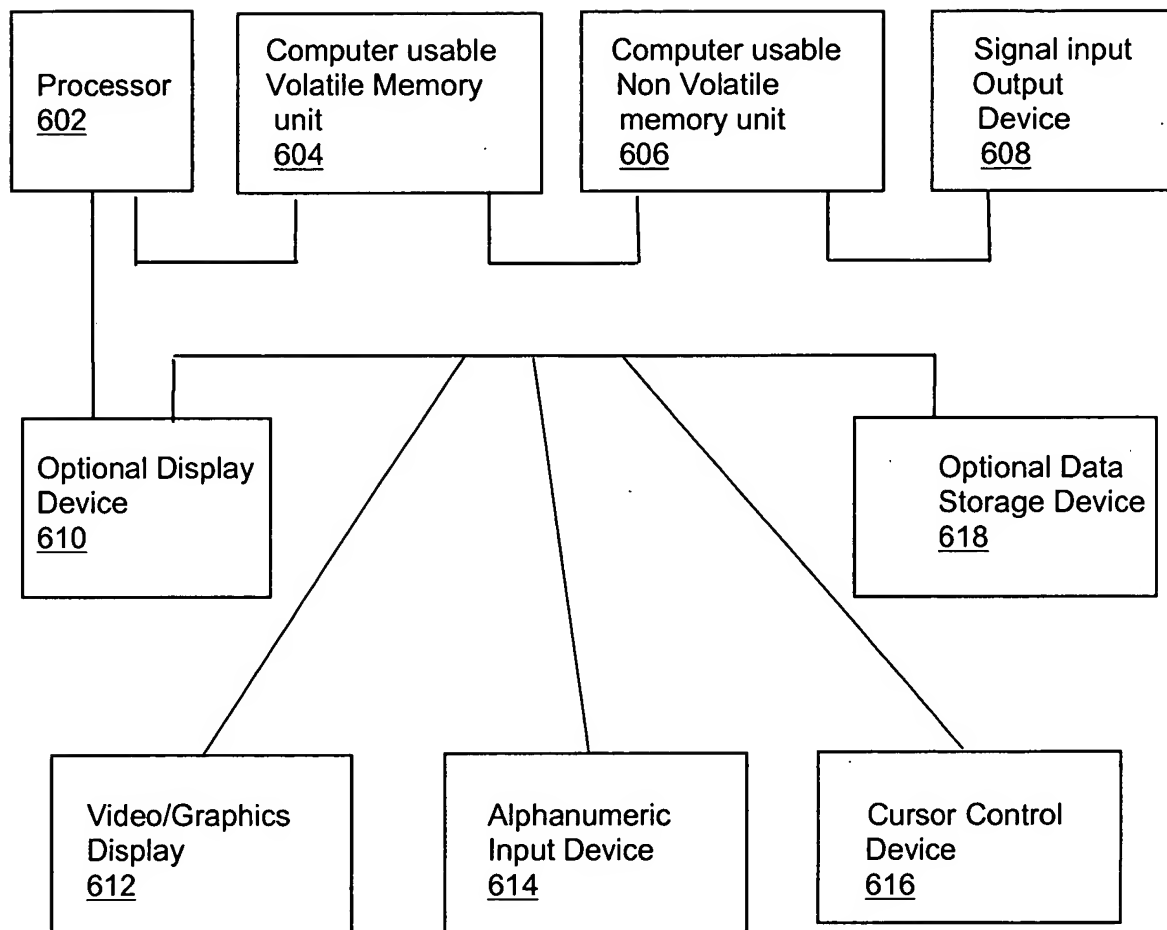 Processor
602
Computer usable
Volatile Memory
unit
604
Computer usable
Non Volatile
memory unit
606
Signal input
Output
Device
608
Optional Display
Device
610
Optional Data
Storage Device
618
Video/Graphics
Display
612
Alphanumeric
Input Device
614
Cursor Control
Device
616